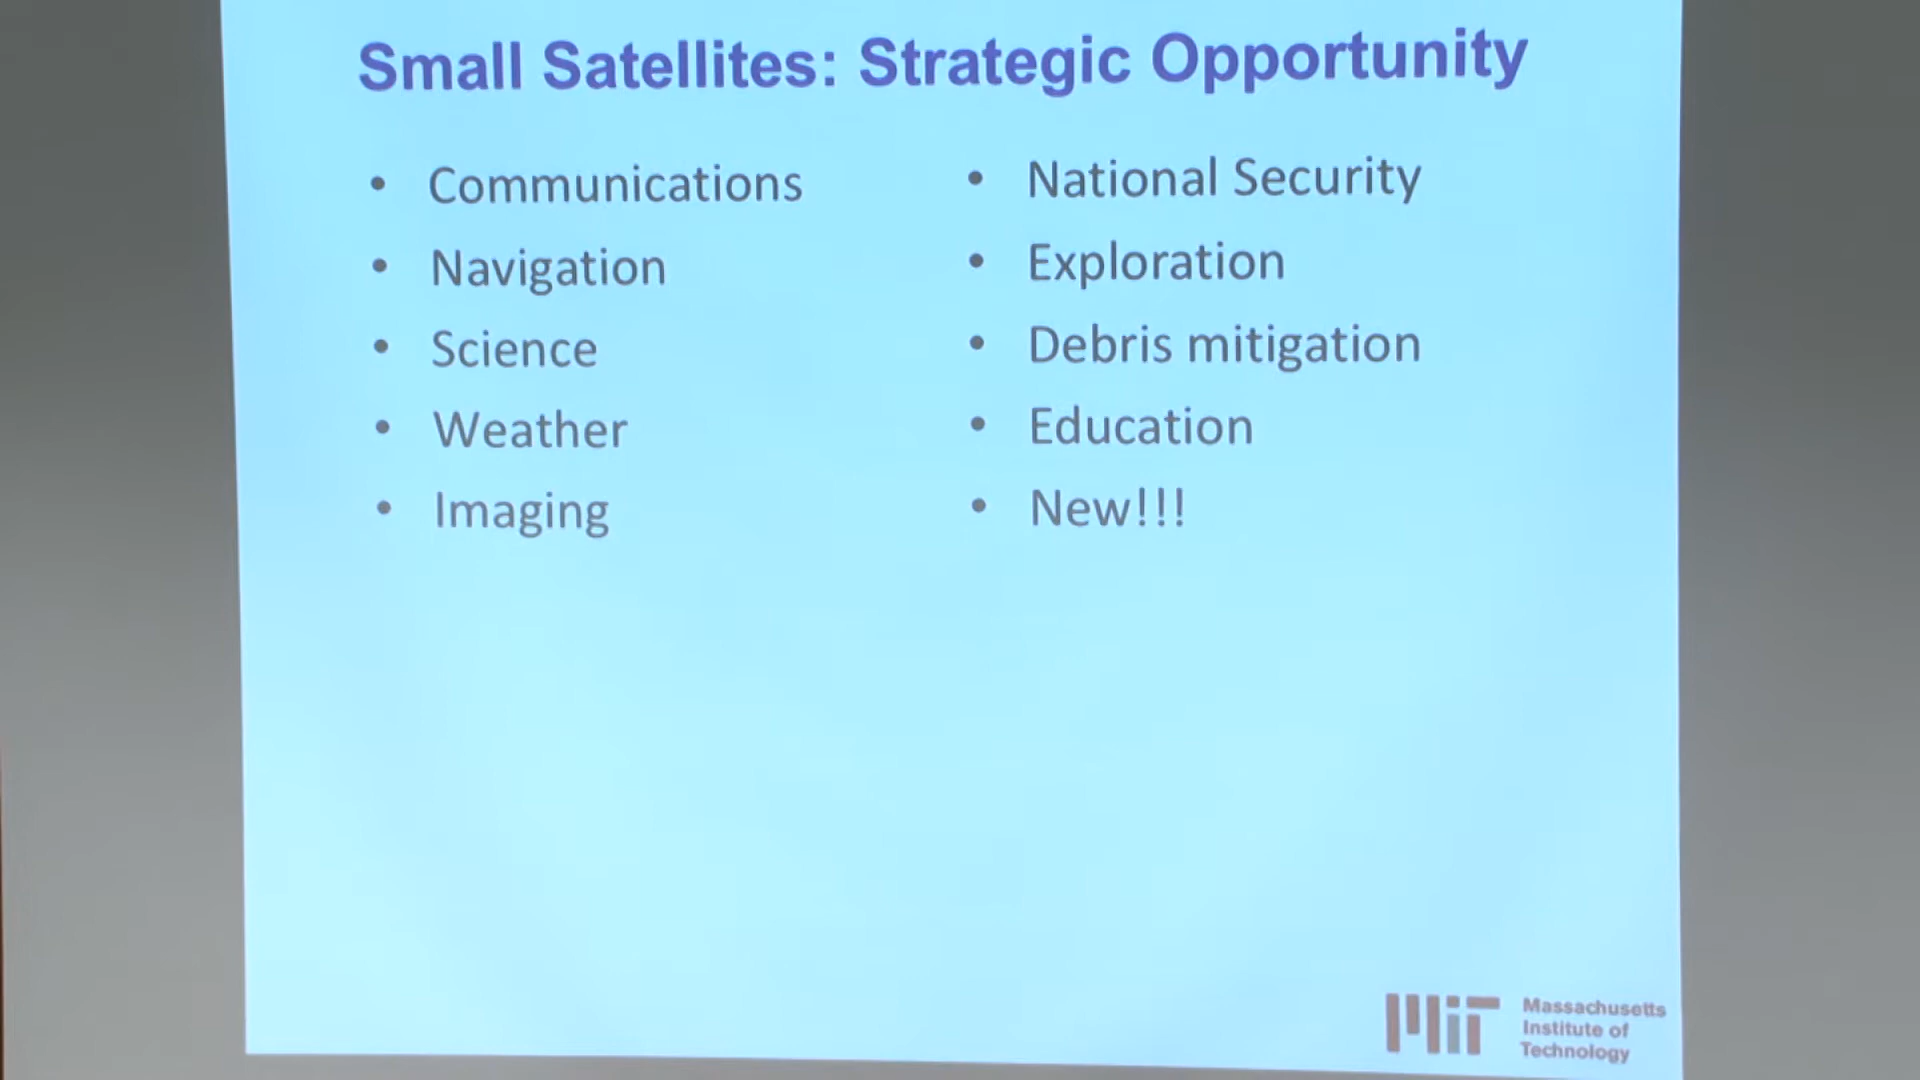 Small Satellites: Strategic Opportunity
• Communications
• Navigation
• Science
• Weather
• Imaging
• National Security
• Exploration
• Debris mitigation
• Education
• New!!!
MIT
Massachusetts
Institute of
Technology